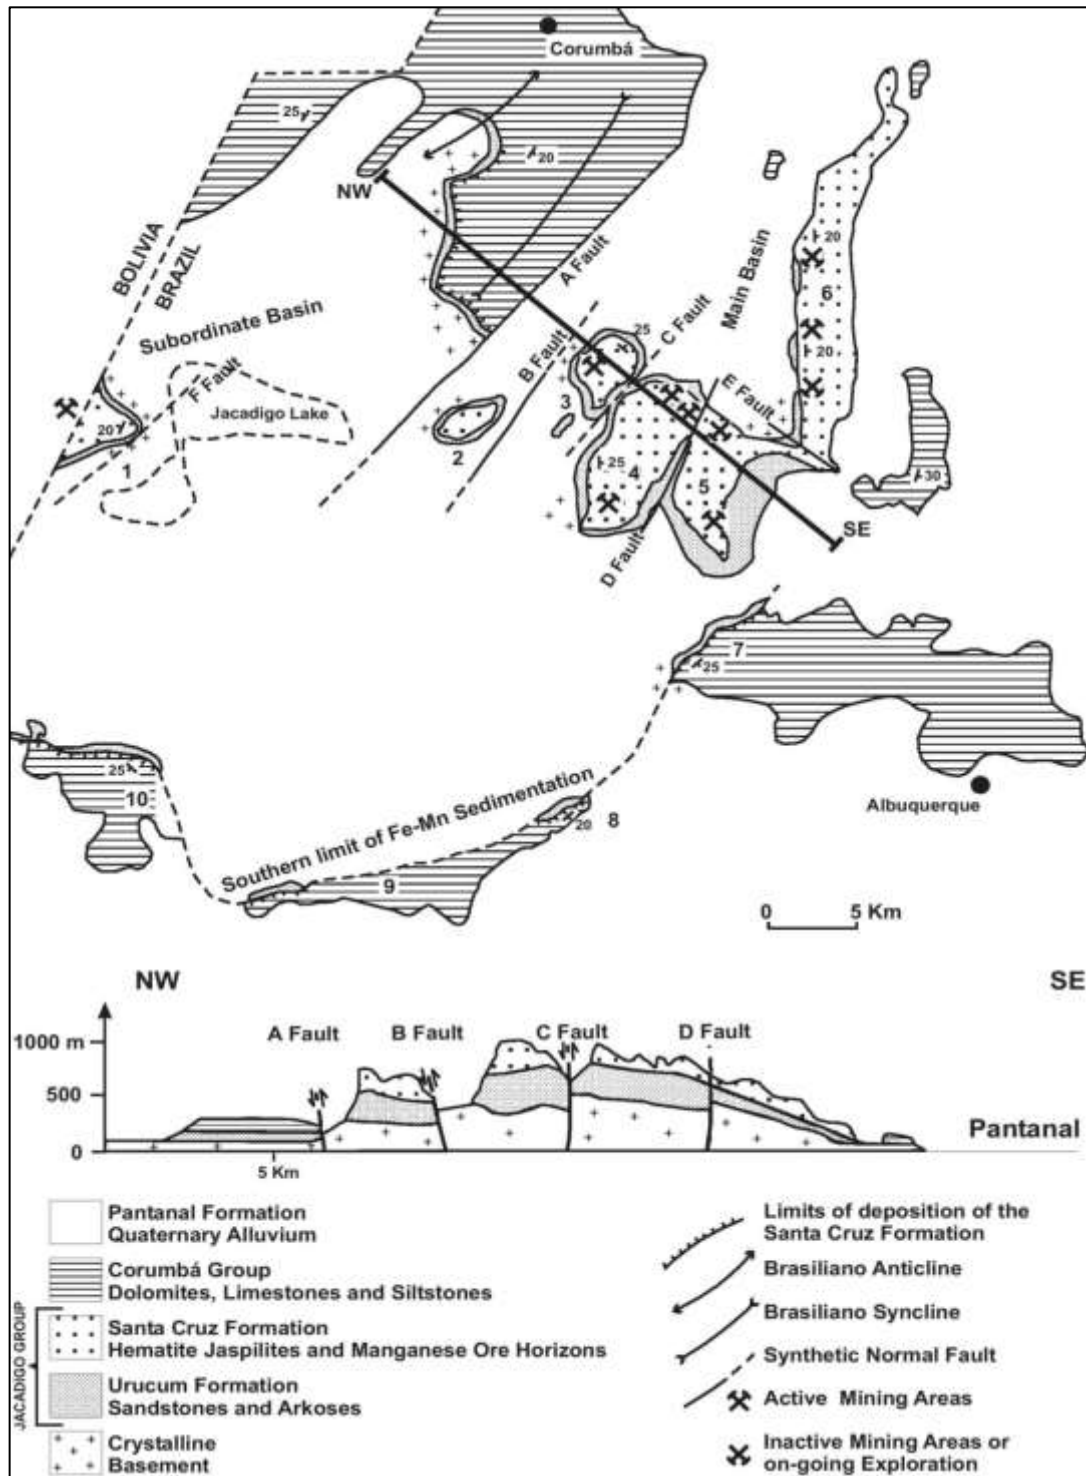 Corumbá
25
20
NW
BOLIVIA
BRAZIL
A Fault
Main Basin
20
Subordinate Basin
B Fault
25
C Fault
6
20
F Fault
Jacadigo Lake
3
E Fault
20
1
2
25
4
5
30
SE
D Fault
7
25
25
10
Southern limit of Fe-Mn Sedimentation
20
8
9
Albuquerque
0 5 Km
NW SE
A Fault B Fault C Fault D Fault
1000 m
500
0
Pantanal
5 Km
Pantanal Formation
Quaternary Alluvium
Corumbá Group
Dolomites, Limestones and Siltstones
JACADIGO GROUP
Santa Cruz Formation
Hematite Jaspilites and Manganese Ore Horizons
Urucum Formation
Sandstones and Arkoses
Crystalline
Basement
Limits of deposition of the
Santa Cruz Formation
Brasiliano Anticline
Brasiliano Syncline
Synthetic Normal Fault
Active Mining Areas
Inactive Mining Areas or
on-going Exploration